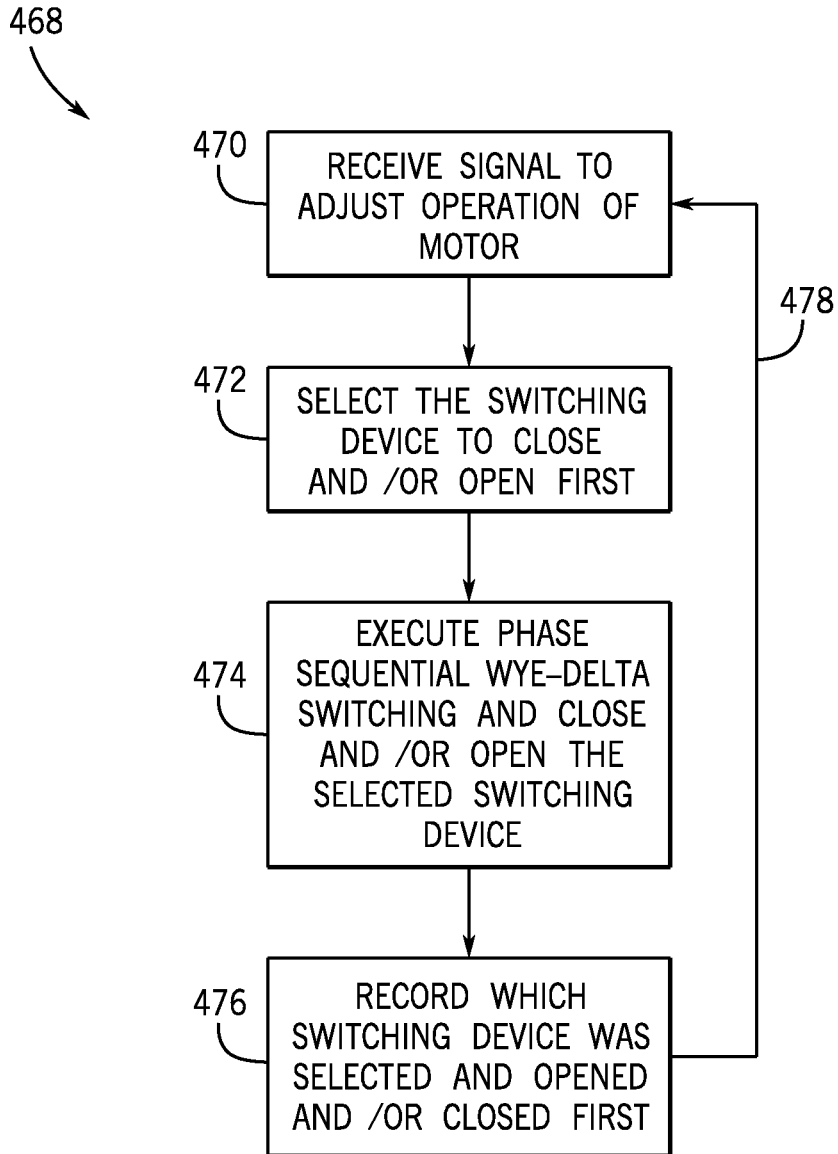 468
470
RECEIVE SIGNAL TO
ADJUST OPERATION OF
MOTOR
478
472
SELECT THE SWITCHING
DEVICE TO CLOSE
AND /OR OPEN FIRST
474
EXECUTE PHASE
SEQUENTIAL WYE–DELTA
SWITCHING AND CLOSE
AND /OR OPEN THE
SELECTED SWITCHING
DEVICE
476
RECORD WHICH
SWITCHING DEVICE WAS
SELECTED AND OPENED
AND /OR CLOSED FIRST